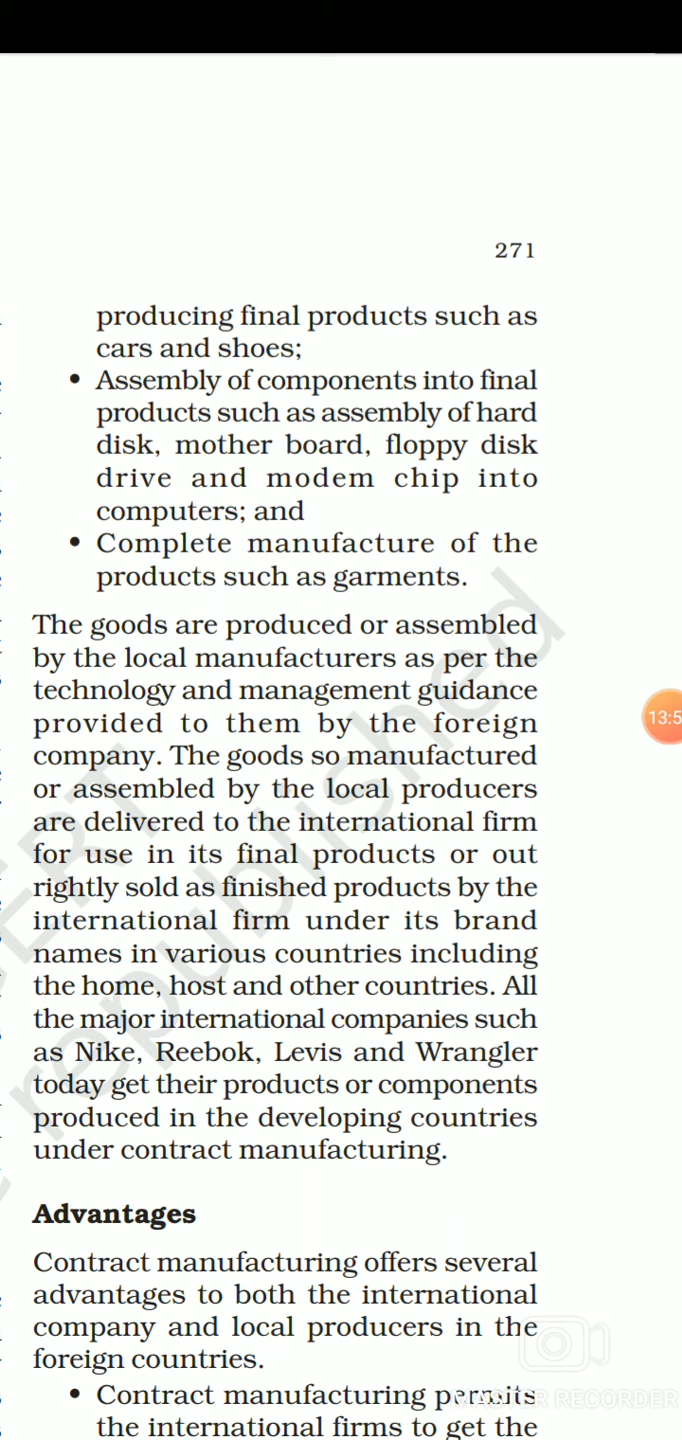 271
producing final products such as
cars and shoes;
• Assembly of components into final
products such as assembly of hard
disk, mother board, floppy disk
drive and modem chip into
computers; and
• Complete manufacture of the
products such as garments.
The goods are produced or assembled
by the local manufacturers as per the
technology and management guidance
provided to them by the foreign
company. The goods so manufactured
or assembled by the local producers
are delivered to the international firm
for use in its final products or out
rightly sold as finished products by the
international firm under its brand
names in various countries including
the home, host and other countries. All
the major international companies such
as Nike, Reebok, Levis and Wrangler
today get their products or components
produced in the developing countries
under contract manufacturing.
Advantages
Contract manufacturing offers several
advantages to both the international
company and local producers in the
foreign countries.
• Contract manufacturing permits
the international firms to get the
13:5
republished
MASTER RECORDER